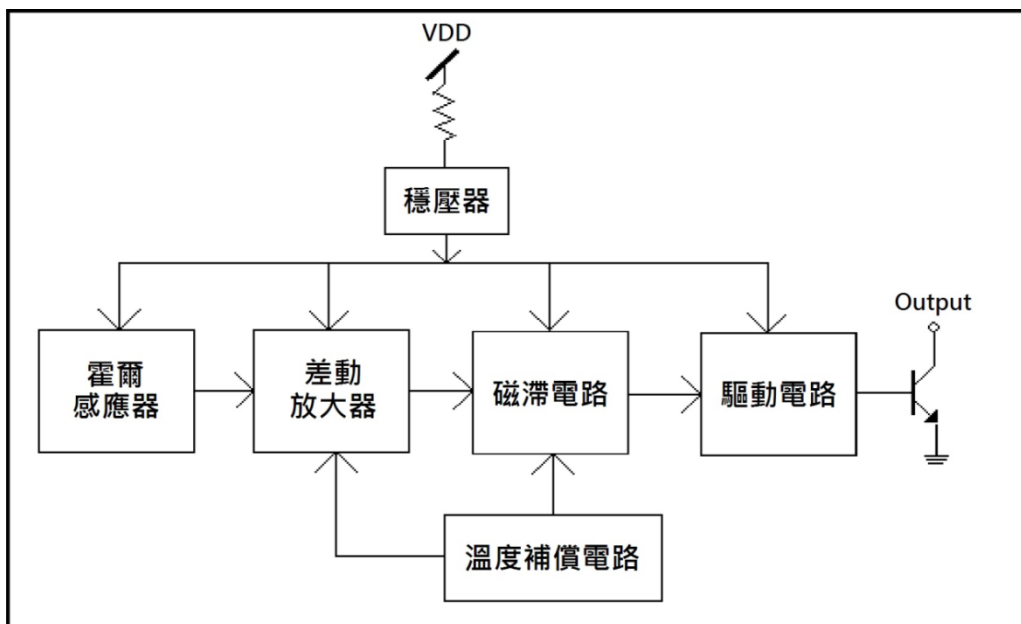 VDD
穩壓器
Output
霍爾
感應器
差動
放大器
磁滯電路
驅動電路
溫度補償電路